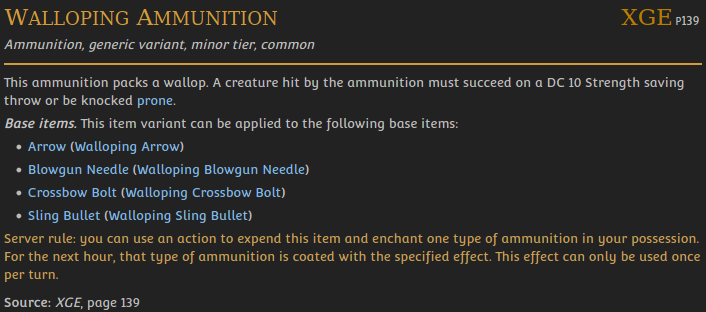 Walloping Ammunition XGE P139
Ammunition, generic variant, minor tier, common
This ammunition packs a wallop. A creature hit by the ammunition must succeed on a DC 10 Strength saving
throw or be knocked prone.
Base items. This item variant can be applied to the following base items:
• Arrow (Walloping Arrow)
• Blowgun Needle (Walloping Blowgun Needle)
• Crossbow Bolt (Walloping Crossbow Bolt)
• Sling Bullet (Walloping Sling Bullet)
Server rule: you can use an action to expend this item and enchant one type of ammunition in your possession.
For the next hour, that type of ammunition is coated with the specified effect. This effect can only be used once
per turn.
Source: XGE, page 139